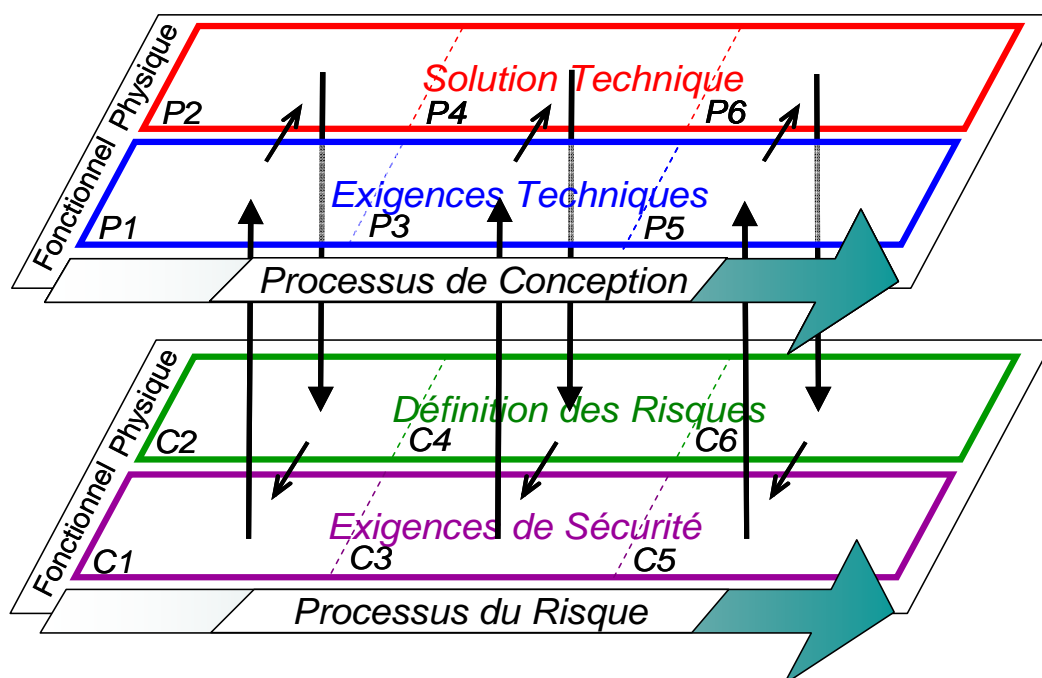 Physique
Solution Technique
P2
P4
P6
Fonctionnel
Exigences Techniques
P1
P3
P5
Processus de Conception
Physique
Définition des Risques
C2
C4
C6
Fonctionnel
Exigences de Sécurité
C1
C3
C5
Processus du Risque